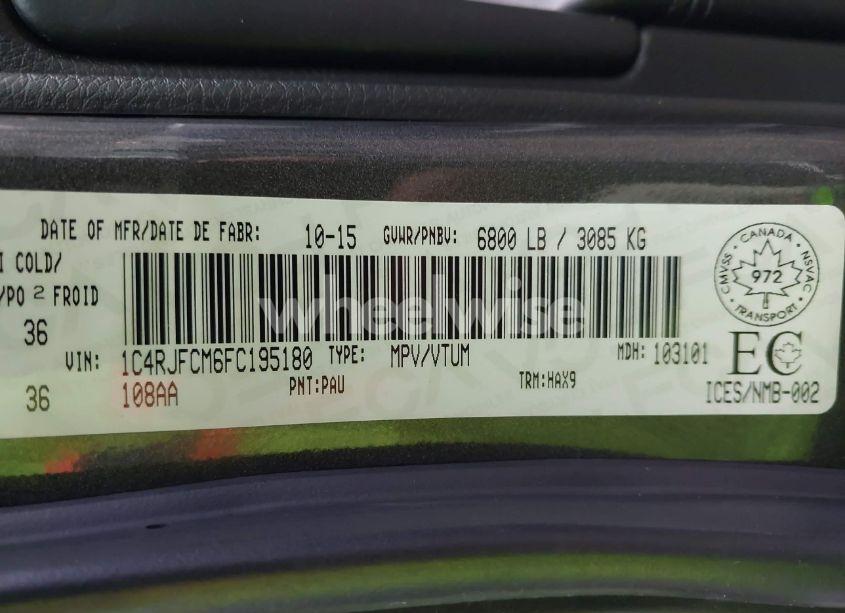 DATE OF MFR/DATE DE FABR: 10-15 GVWR/PNBV: 6800 LB / 3085 KG
I COLD/
/PO 2 FROID
36
VIN: 1C4RJFCM6FC195180 TYPE: MPV/VTUM MDH: 103101
36
108AA PNT:PAU TRM:HAX9
CANADA
CMVSS
NSVAC
972
TRANSPORT
EC
ICES/NMB-002
wheelwise